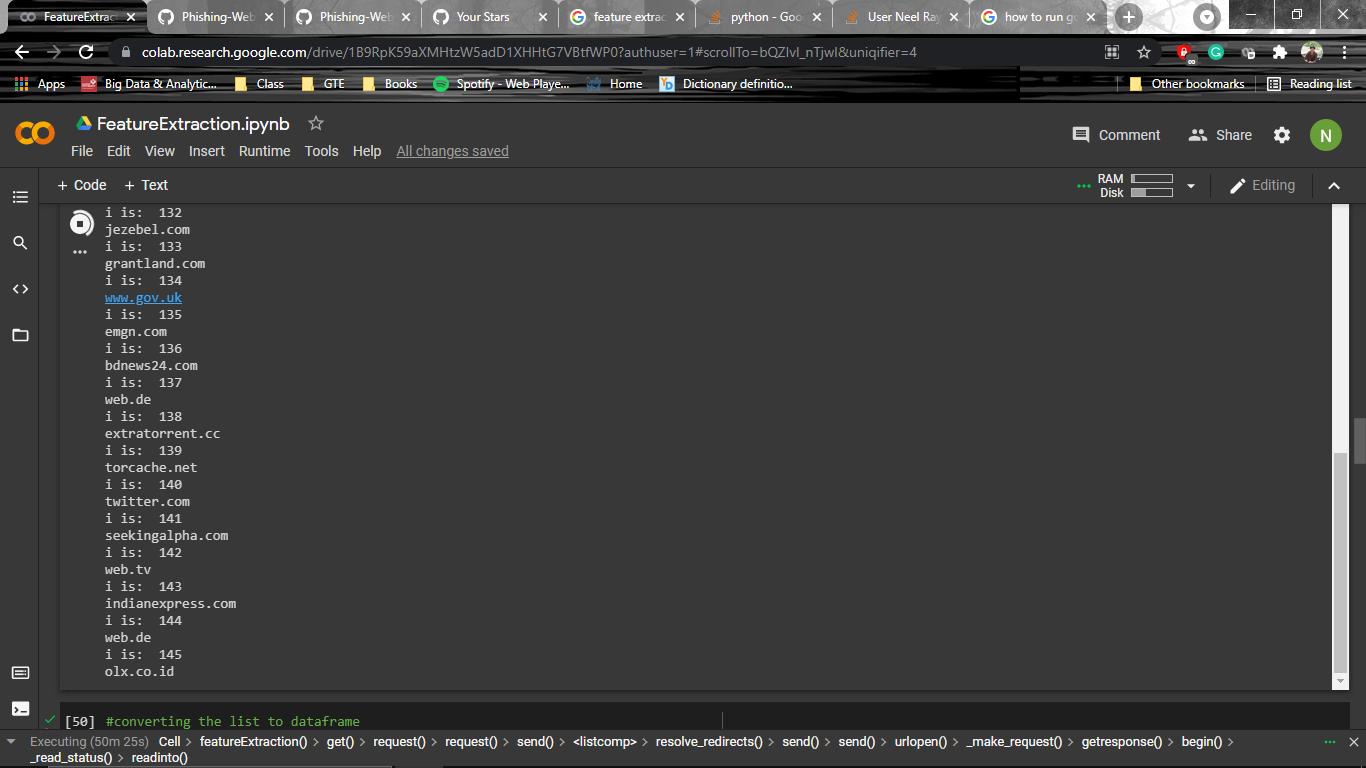 FeatureExtrac
Phishing-Web
Phishing-Web
Your Stars
feature extrac
python - Goo
User Neel Ray
how to run go
colab.research.google.com/drive/1B9RpK59aXMHtzW5adD1XHHtG7VBtfWP0?authuser=1#scrollTo=bQZIvI_nTjwI&uniqifier=4
Apps
Big Data & Analytic...
Class
GTE
Books
Spotify - Web Playe...
Home
Dictionary definitio...
Other bookmarks
Reading list
FeatureExtraction.ipynb
Comment
Share
N
File Edit View Insert Runtime Tools Help All changes saved
+ Code + Text
RAM
Disk
Editing
i is:  132
jezebel.com
i is:  133
grantland.com
i is:  134
www.gov.uk
i is:  135
emgn.com
i is:  136
bdnews24.com
i is:  137
web.de
i is:  138
extratorrent.cc
i is:  139
torcache.net
i is:  140
twitter.com
i is:  141
seekingalpha.com
i is:  142
web.tv
i is:  143
indianexpress.com
i is:  144
web.de
i is:  145
olx.co.id
[50] #converting the list to dataframe
Executing (50m 25s) Cell > featureExtraction() > get() > request() > request() > send() > <listcomp> > resolve_redirects() > send() > send() > urlopen() > _make_request() > getresponse() > begin() >
_read_status() > readinto()